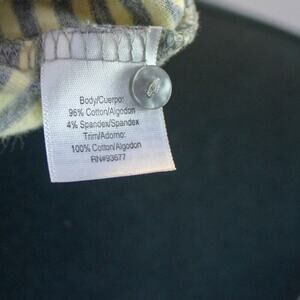 Body/Cuerpo:
96% Cotton/Algodon
4% Spandex/Spandex
Trim/Adorno:
100% Cotton/Algodon
RN#93677